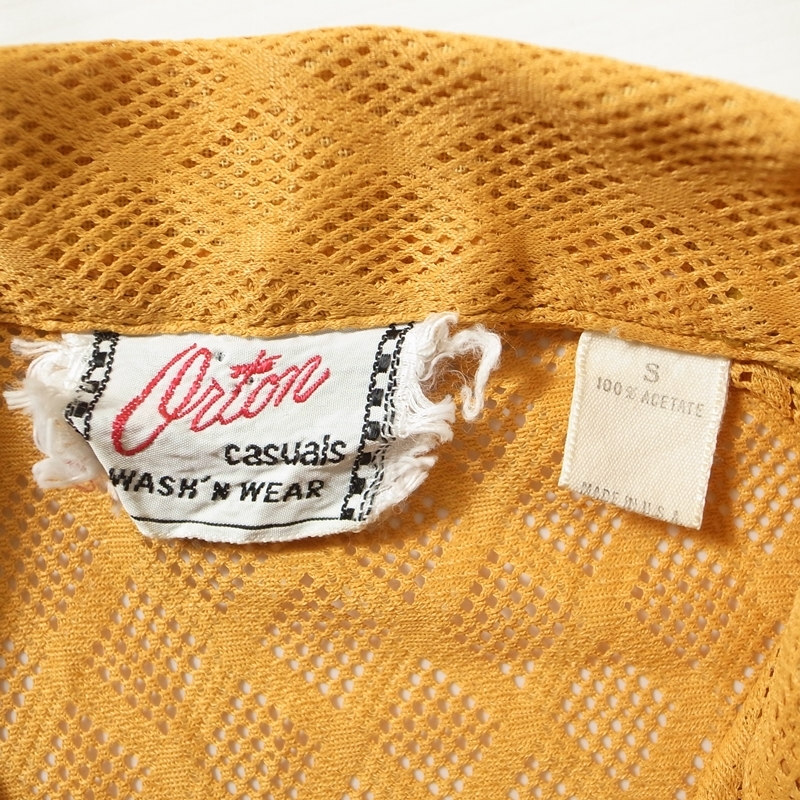 Orton
casuals
WASH'N WEAR
S
100% ACETATE
MADE IN U.S.A.